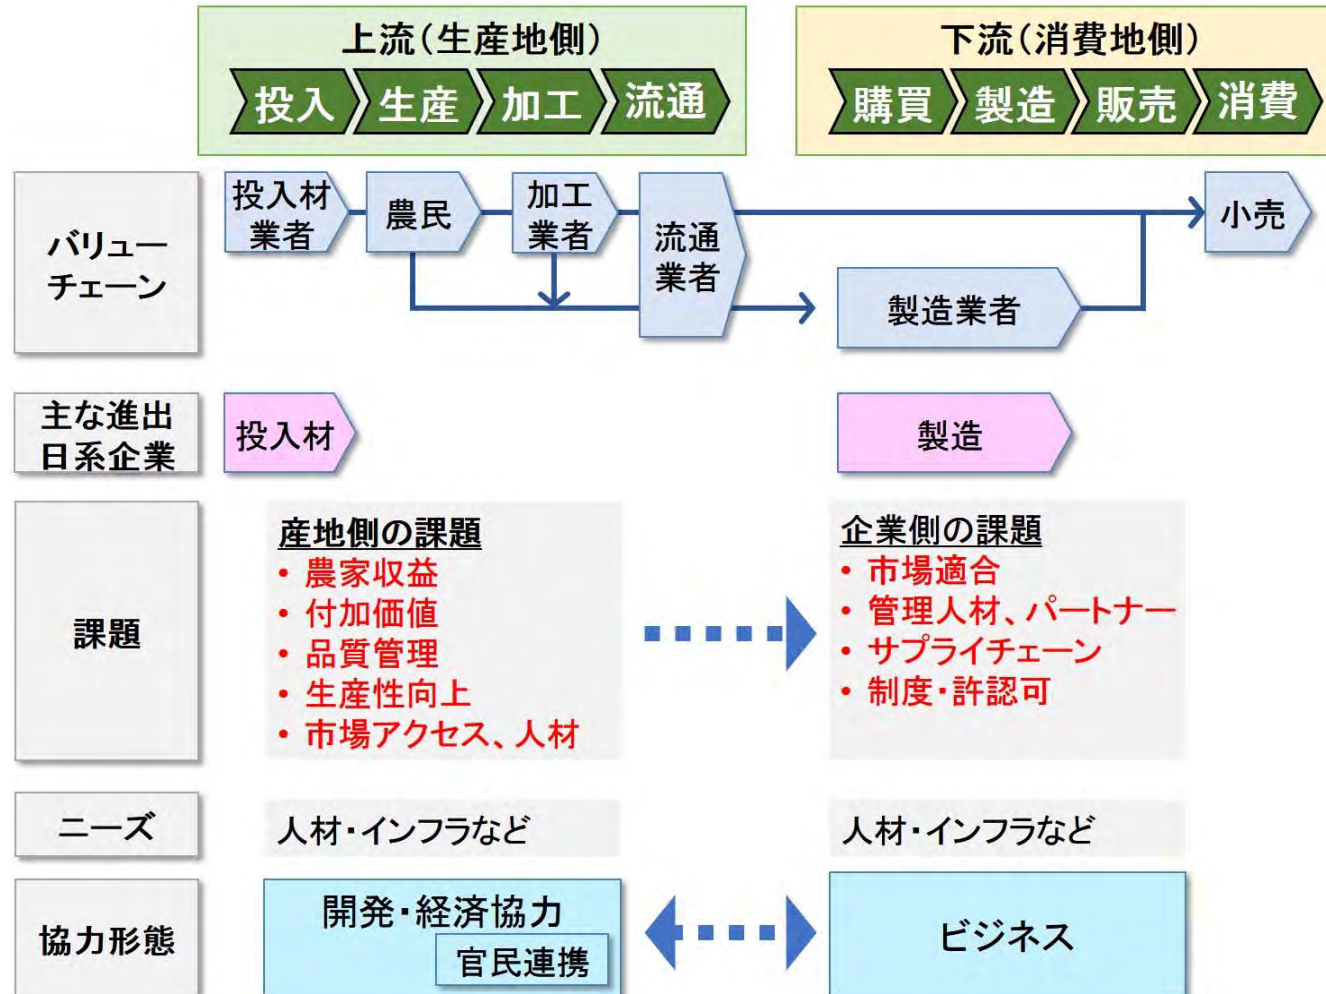 上流(生産地側)
投入 生産 加工 流通
下流(消費地側)
購買 製造 販売 消費
バリュー
チェーン
投入材
業者
農民
加工
業者
流通
業者
製造業者
小売
主な進出
日系企業
投入材
製造
課題
産地側の課題
• 農家収益
• 付加価値
• 品質管理
• 生産性向上
• 市場アクセス、人材
企業側の課題
• 市場適合
• 管理人材、パートナー
• サプライチェーン
• 制度・許認可
ニーズ
人材・インフラなど
人材・インフラなど
協力形態
開発・経済協力
官民連携
ビジネス